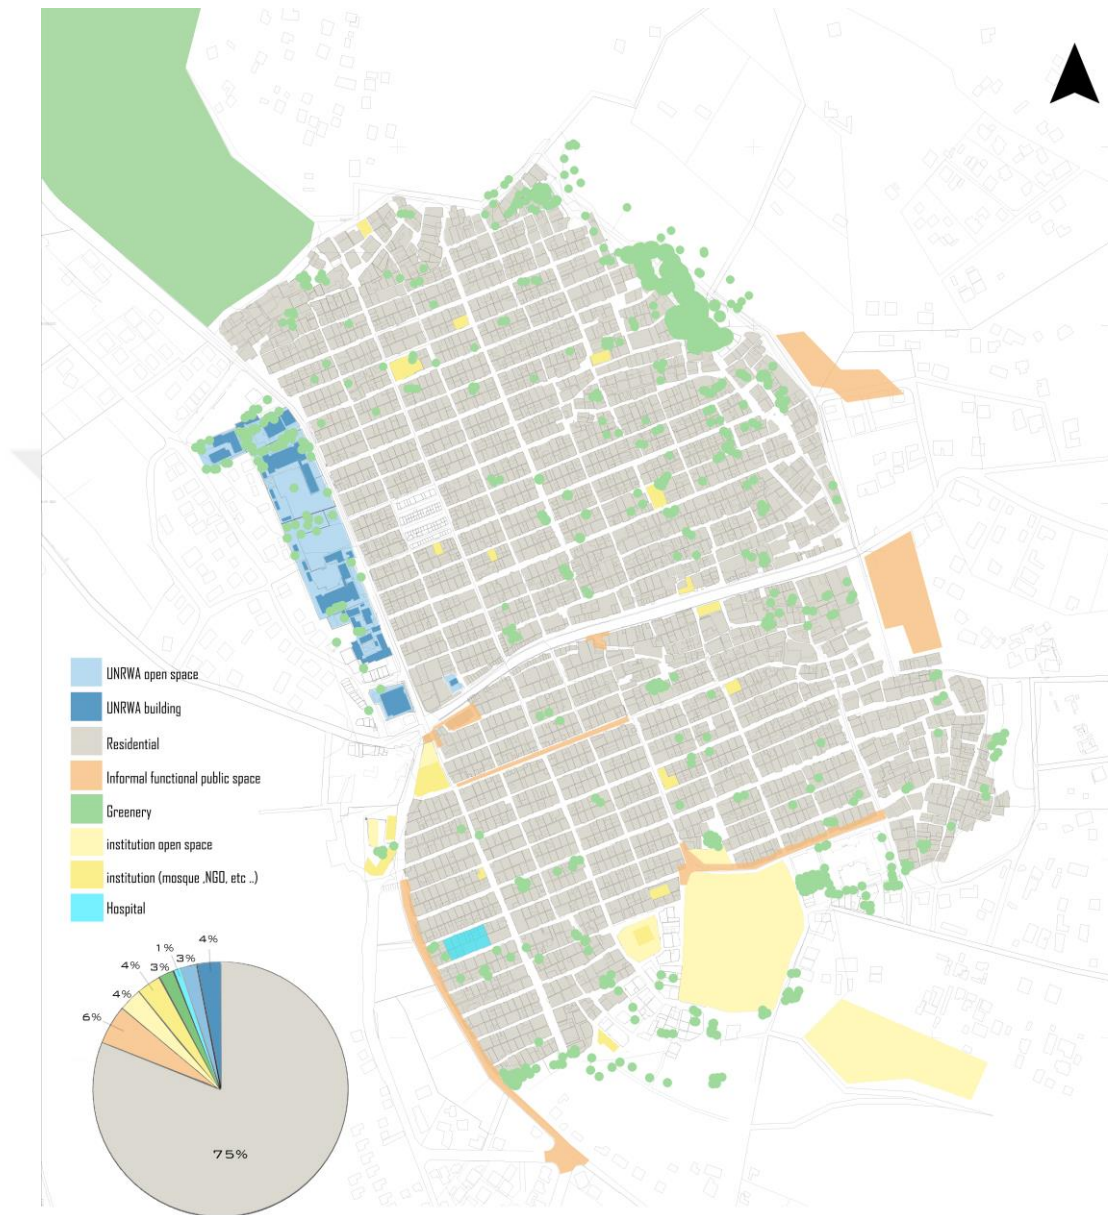 UNRWA open space
UNRWA building
Residential
Informal functional public space
Greenery
institution open space
institution (mosque ,NGO, etc ..)
Hospital
4%
1%
3%
3%
4%
4%
6%
75%